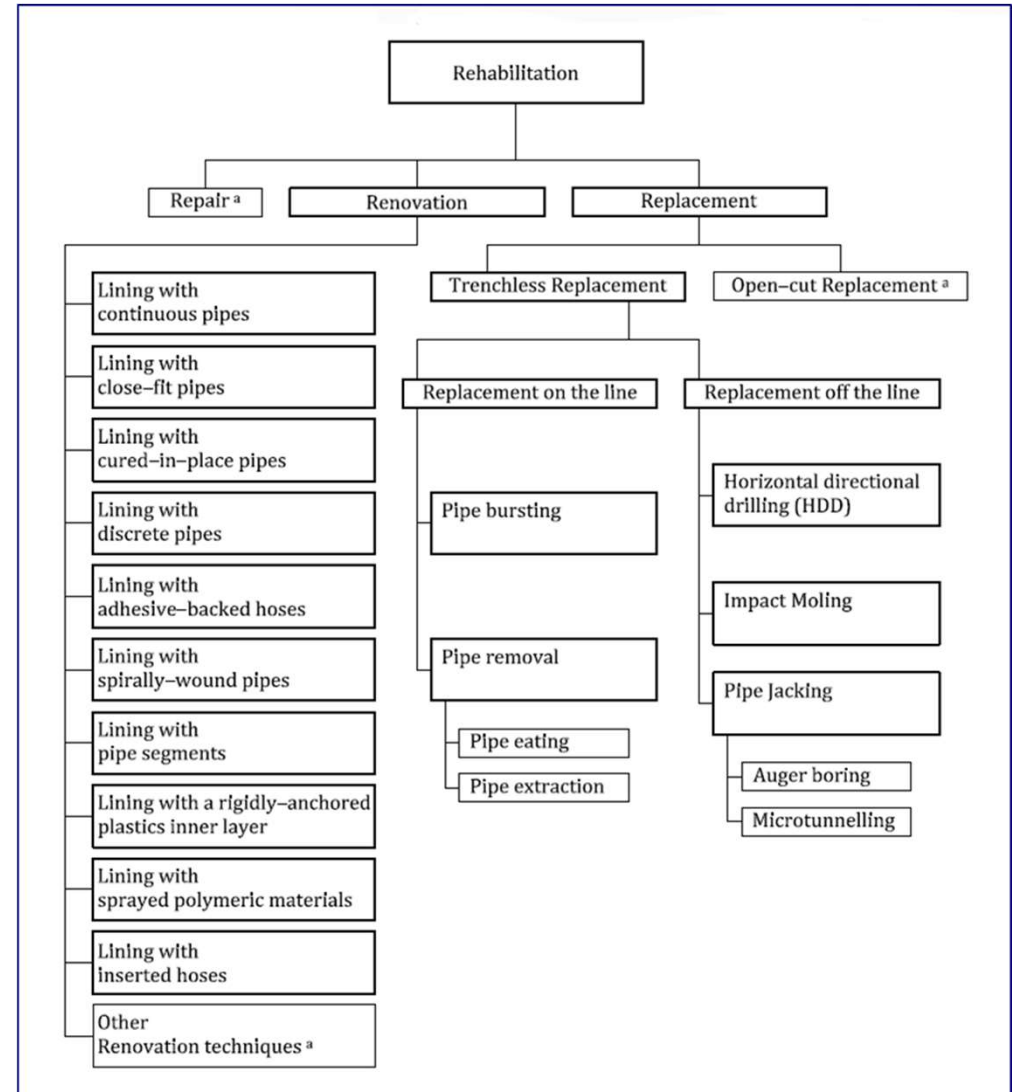 Rehabilitation
Repair a
Renovation
Replacement
Lining with
continuous pipes
Lining with
close–fit pipes
Lining with
cured–in–place pipes
Lining with
discrete pipes
Lining with
adhesive–backed hoses
Lining with
spirally–wound pipes
Lining with
pipe segments
Lining with a rigidly–anchored
plastics inner layer
Lining with
sprayed polymeric materials
Lining with
inserted hoses
Other
Renovation techniques a
Trenchless Replacement
Open–cut Replacement a
Replacement on the line
Pipe bursting
Pipe removal
Pipe eating
Pipe extraction
Replacement off the line
Horizontal directional
drilling (HDD)
Impact Moling
Pipe Jacking
Auger boring
Microtunnelling